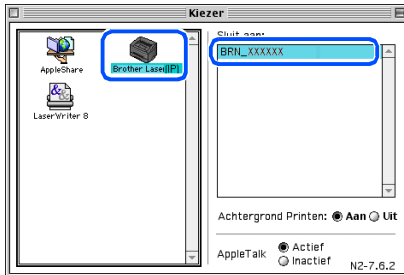 Kiezer
AppleShare
Brother Lase(IP)
LaserWriter 8
Sluit aan:
BRN_XXXXXX
Achtergrond Printen: Aan Uit
AppleTalk
Actief
Inactief
N2-7.6.2